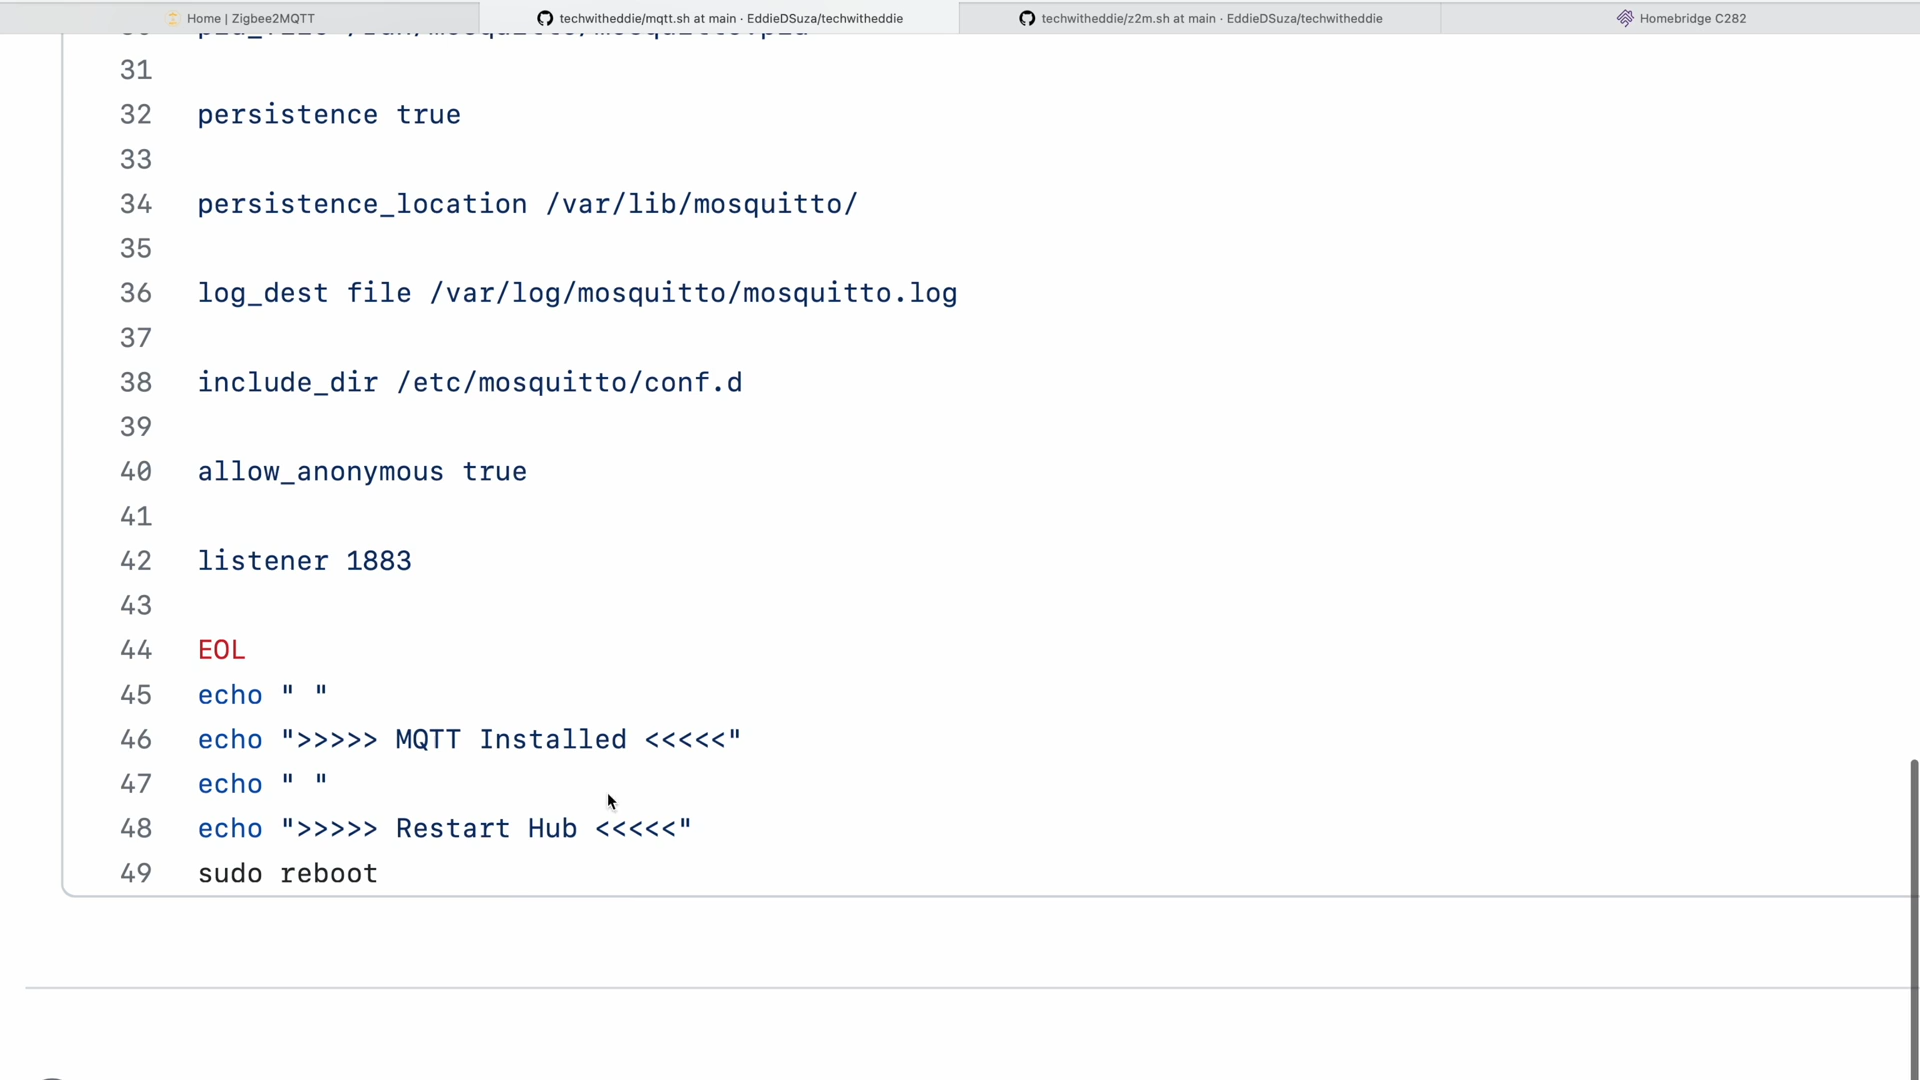 Home | Zigbee2MQTT
techwitheddie/mqtt.sh at main · EddieDSuza/techwitheddie
techwitheddie/z2m.sh at main · EddieDSuza/techwitheddie
Homebridge C282
31
32 persistence true
33
34 persistence_location /var/lib/mosquitto/
35
36 log_dest file /var/log/mosquitto/mosquitto.log
37
38 include_dir /etc/mosquitto/conf.d
39
40 allow_anonymous true
41
42 listener 1883
43
44 EOL
45 echo " "
46 echo ">>>>> MQTT Installed <<<<<"
47 echo " "
48 echo ">>>>> Restart Hub <<<<<"
49 sudo reboot